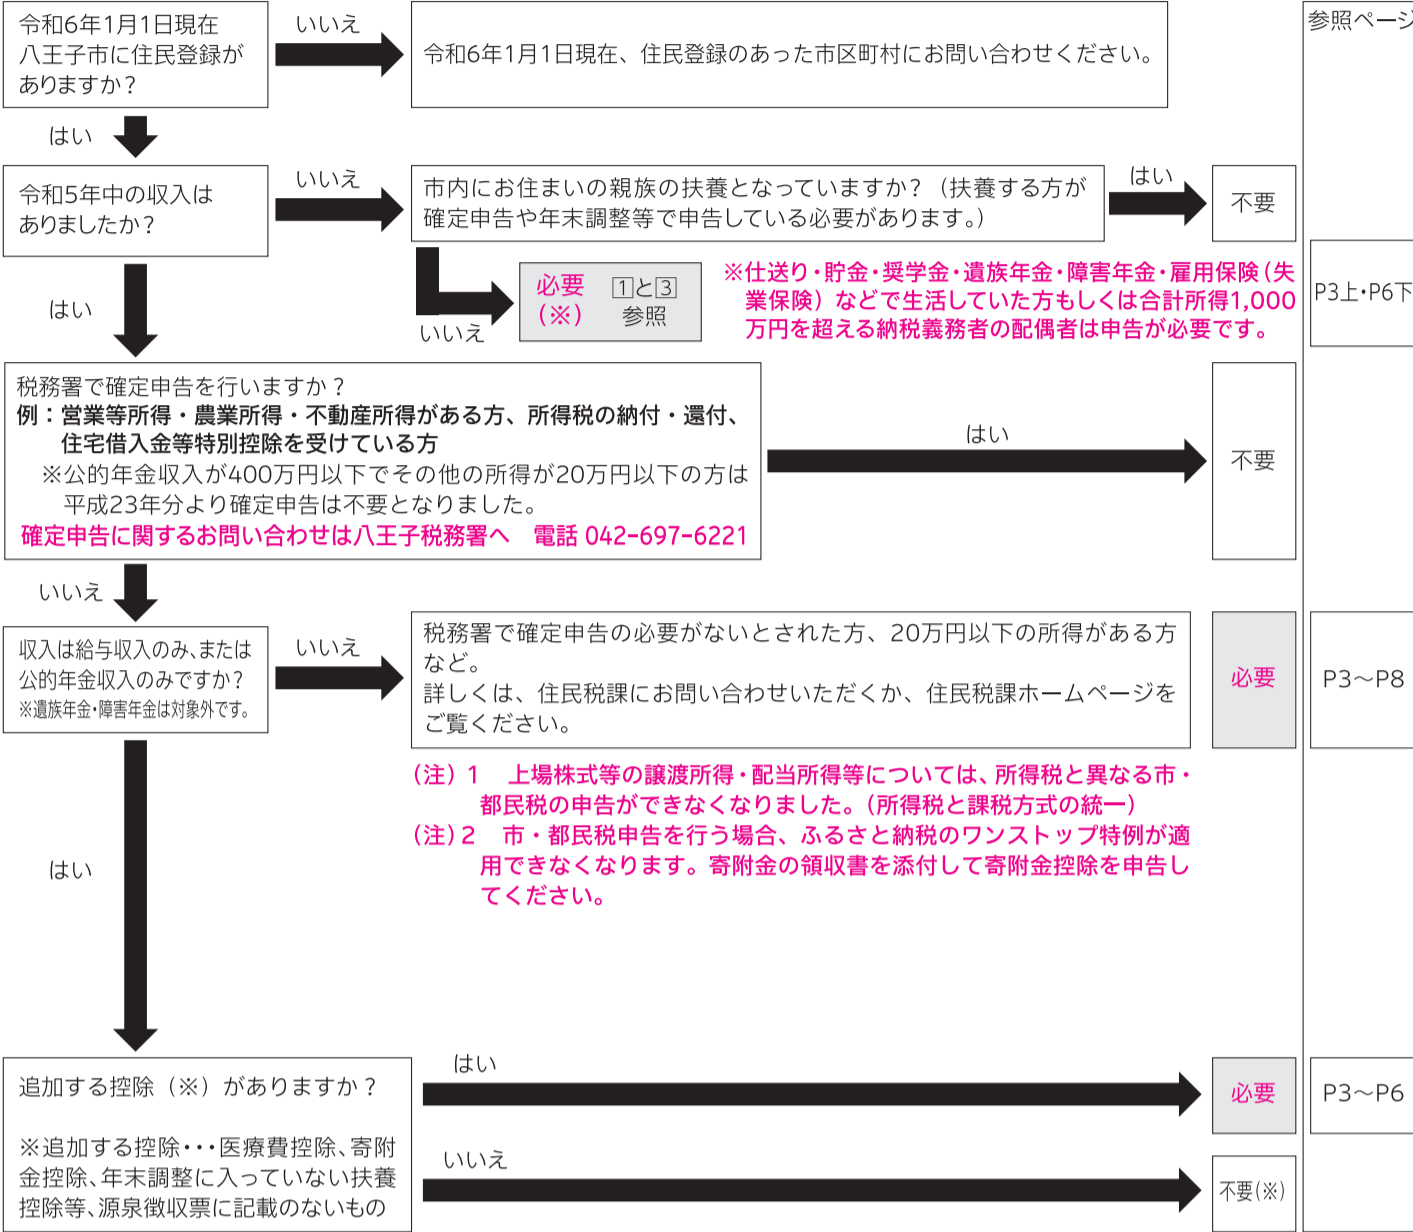 令和6年1月1日現在
八王子市に住民登録が
ありますか？
いいえ
令和6年1月1日現在、住民登録のあった市区町村にお問い合わせください。
参照ページ
はい
令和5年中の収入は
ありましたか？
いいえ
市内にお住まいの親族の扶養となっていますか？（扶養する方が
確定申告や年末調整等で申告している必要があります。）
はい
不要
はい
いいえ
必要
（※）
1と3
参照
※仕送り・貯金・奨学金・遺族年金・障害年金・雇用保険（失
業保険）などで生活していた方もしくは合計所得1,000
万円を超える納税義務者の配偶者は申告が必要です。
P3上・P6下
税務署で確定申告を行いますか？
例：営業等所得・農業所得・不動産所得がある方、所得税の納付・還付、
住宅借入金等特別控除を受けている方
※公的年金収入が400万円以下でその他の所得が20万円以下の方は
平成23年分より確定申告は不要となりました。
確定申告に関するお問い合わせは八王子税務署へ　電話 042-697-6221
はい
不要
いいえ
収入は給与収入のみ、または
公的年金収入のみですか？
※遺族年金・障害年金は対象外です。
いいえ
税務署で確定申告の必要がないとされた方、20万円以下の所得がある方
など。
詳しくは、住民税課にお問い合わせいただくか、住民税課ホームページを
ご覧ください。
必要
P3～P8
（注）1　上場株式等の譲渡所得・配当所得等については、所得税と異なる市・
都民税の申告ができなくなりました。（所得税と課税方式の統一）
（注）2　市・都民税申告を行う場合、ふるさと納税のワンストップ特例が適
用できなくなります。寄附金の領収書を添付して寄附金控除を申告し
てください。
はい
追加する控除（※）がありますか？
※追加する控除・・・医療費控除、寄附
金控除、年末調整に入っていない扶養
控除等、源泉徴収票に記載のないもの
はい
必要
P3～P6
いいえ
不要（※）